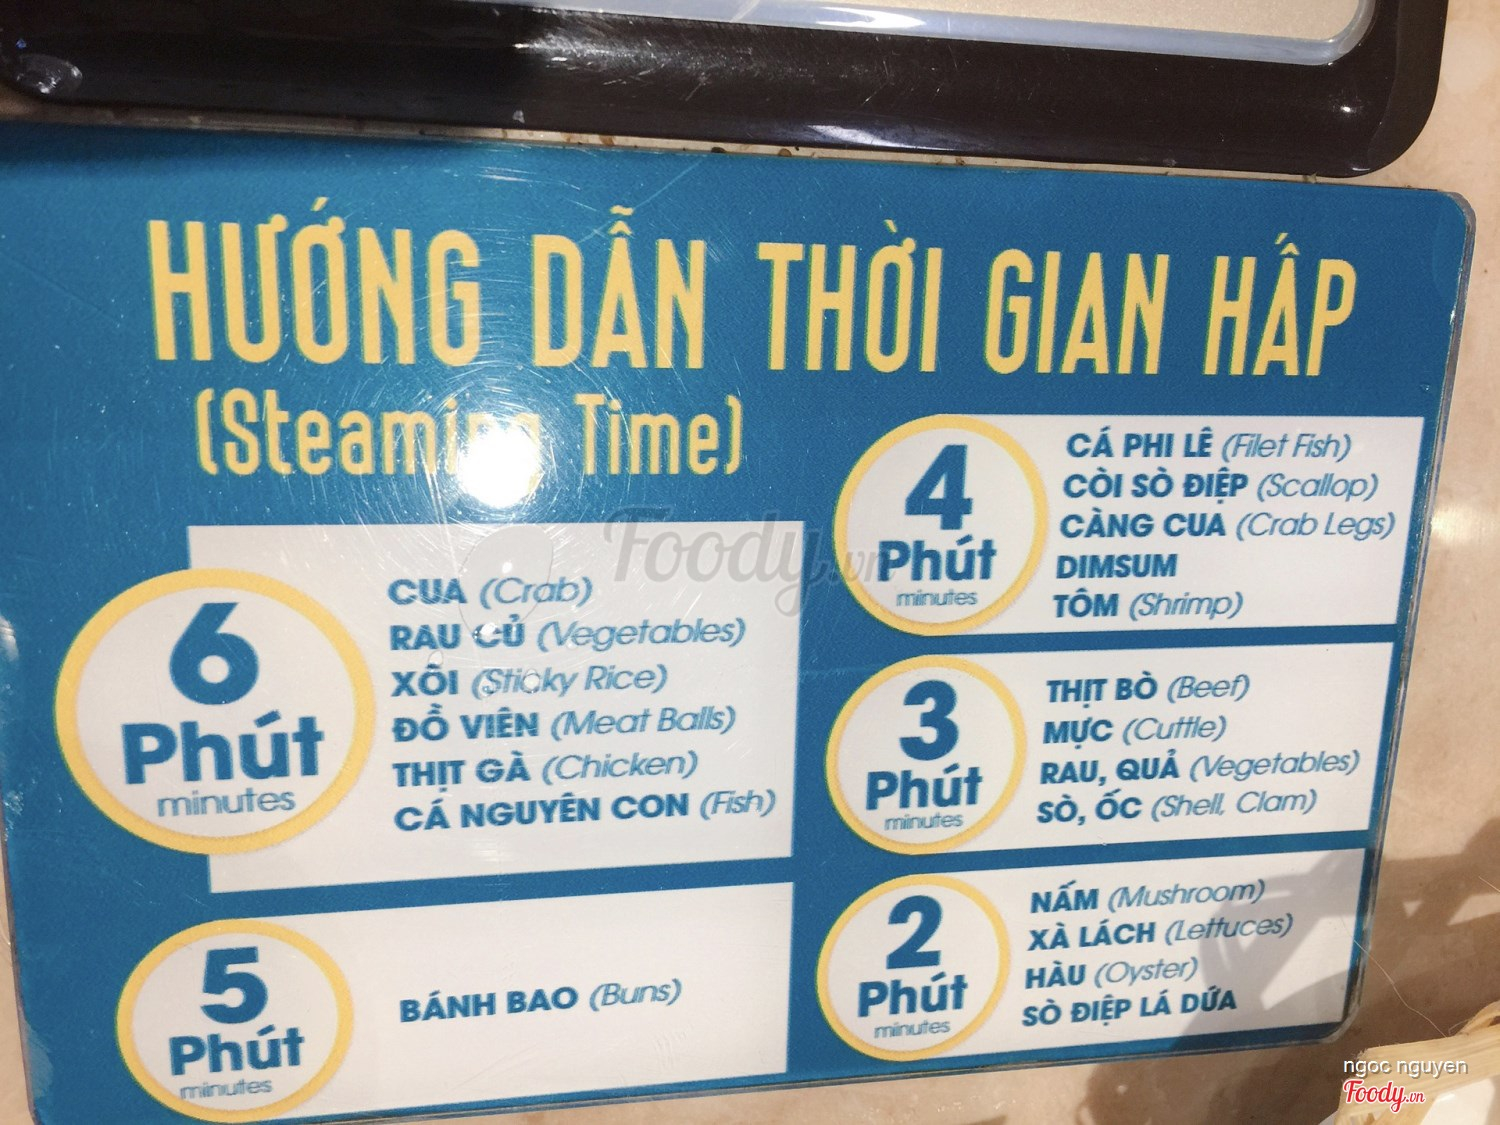 HƯỚNG DẪN THỜI GIAN HẤP
(Steaming Time)
6
Phút
minutes
CUA (Crab)
RAU CỦ (Vegetables)
XÔI (Sticky Rice)
ĐỒ VIÊN (Meat Balls)
THỊT GÀ (Chicken)
CÁ NGUYÊN CON (Fish)
5
Phút
minutes
BÁNH BAO (Buns)
4
Phút
minutes
CÁ PHI LÊ (Filet Fish)
CÒI SÒ ĐIỆP (Scallop)
CÀNG CUA (Crab Legs)
DIMSUM
TÔM (Shrimp)
3
Phút
minutes
THỊT BÒ (Beef)
MỰC (Cuttle)
RAU, QUẢ (Vegetables)
SÒ, ỐC (Shell, Clam)
2
Phút
minutes
NẤM (Mushroom)
XÀ LÁCH (Lettuces)
HÀU (Oyster)
SÒ ĐIỆP LÁ DỨA
Foody.vn
ngoc nguyen
Foody.vn